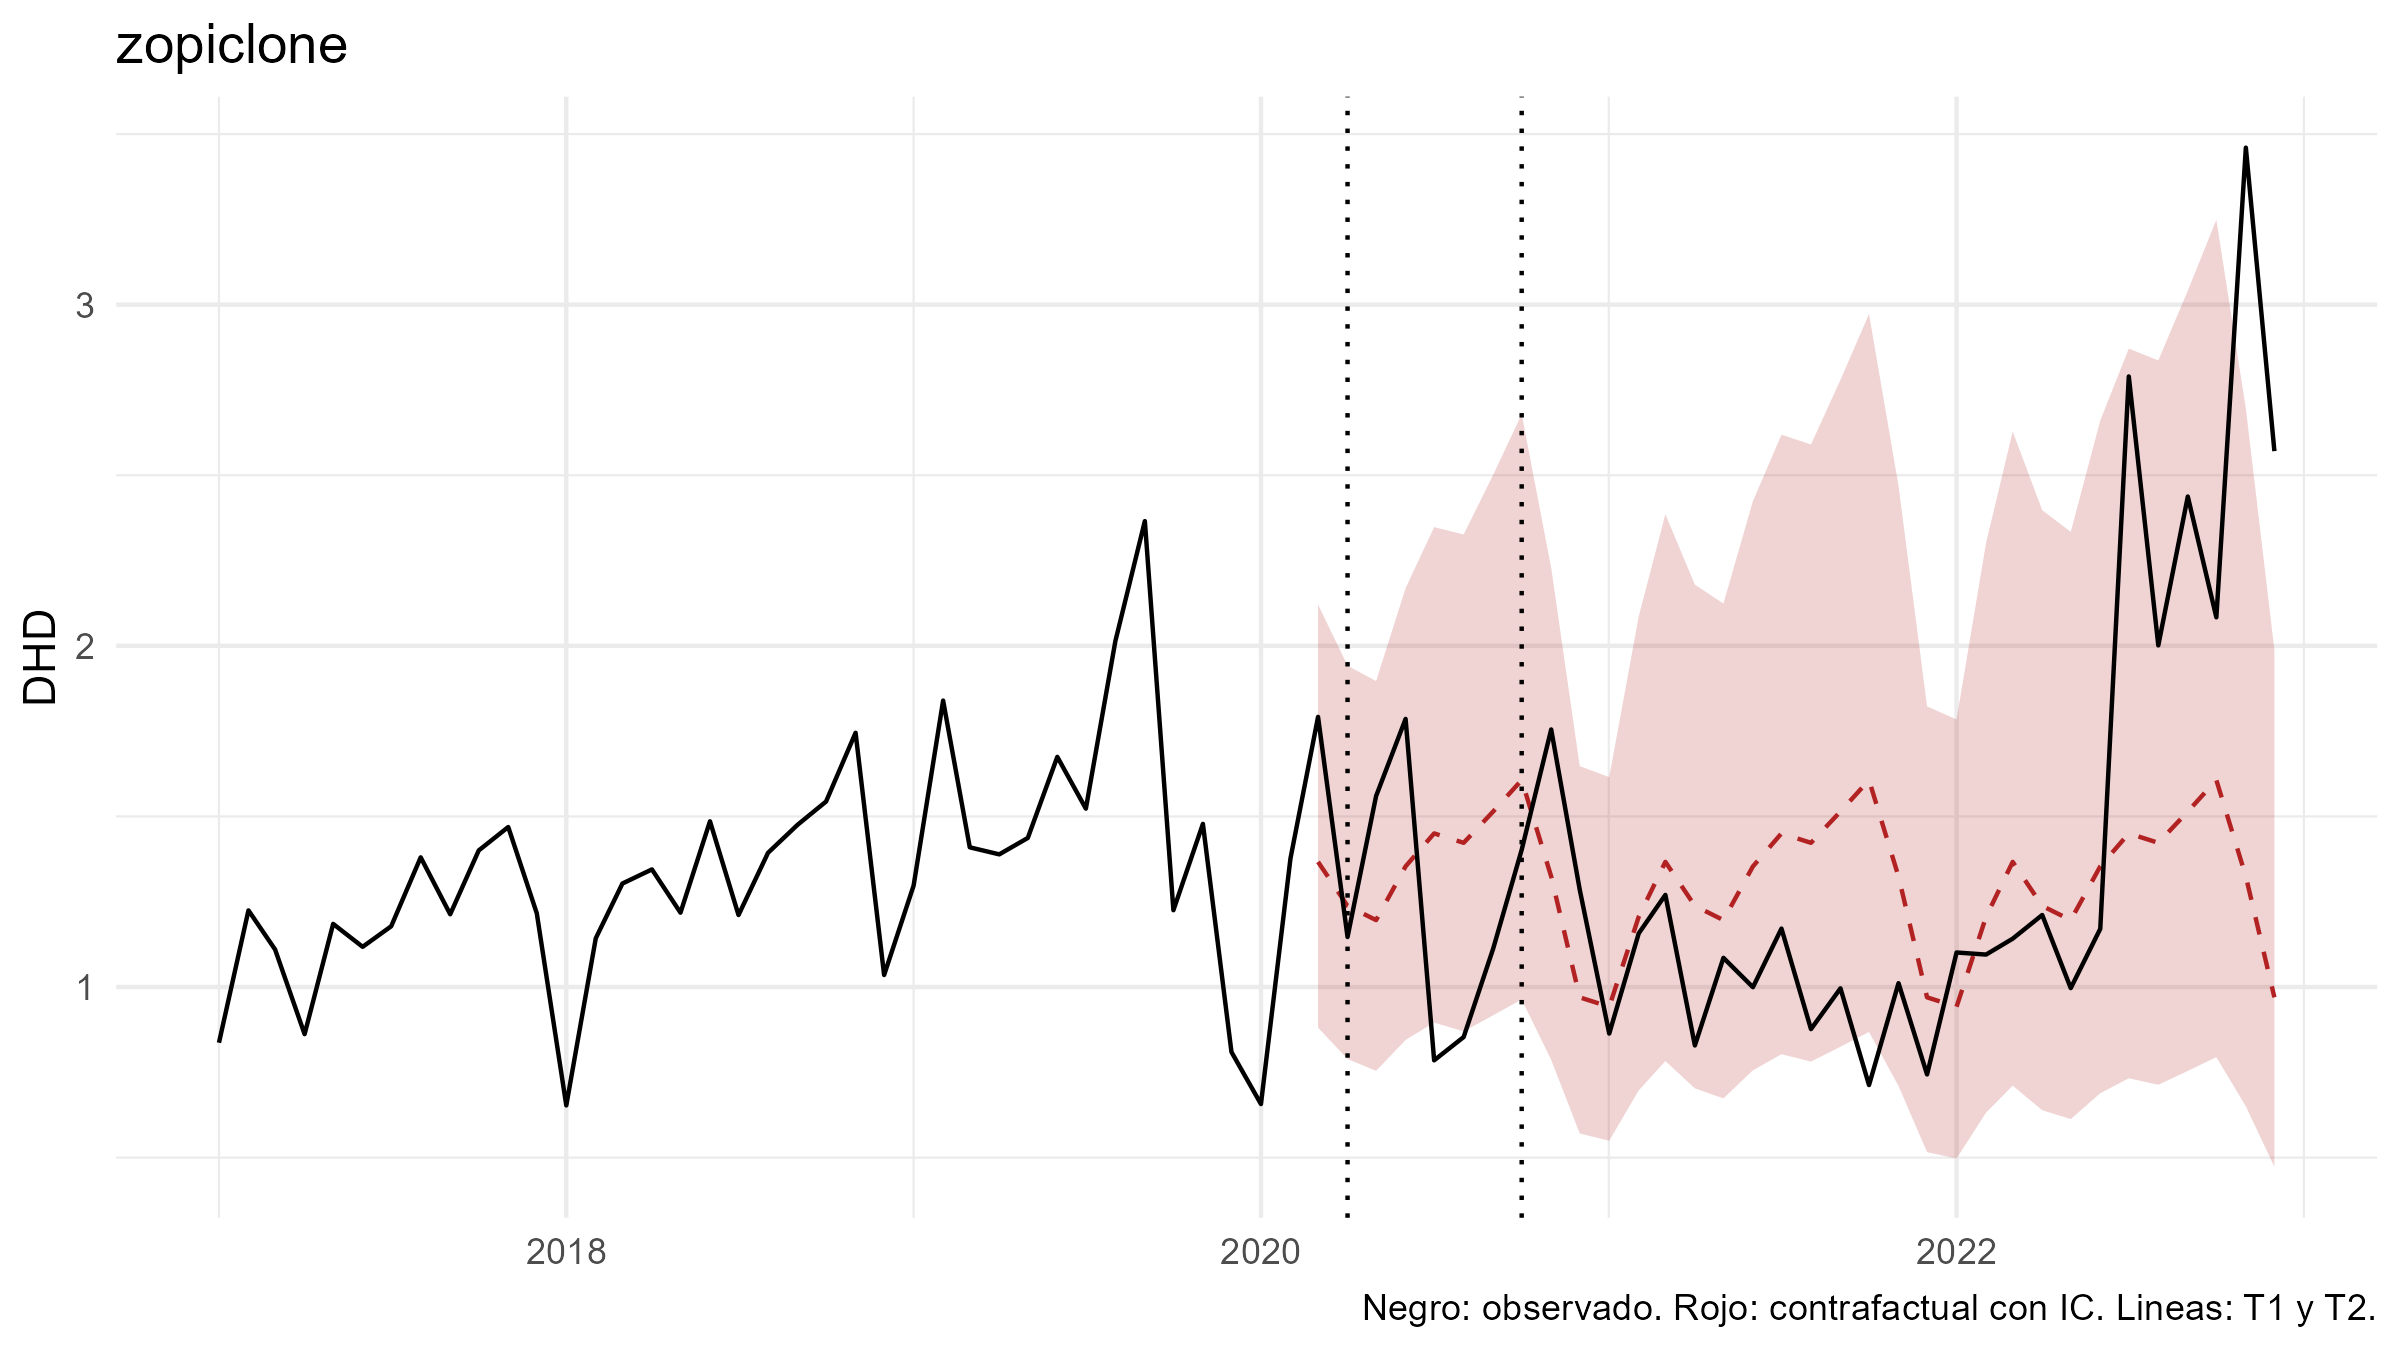 zopiclone
DHD
3
2
1
2018
2020
2022
Negro: observado. Rojo: contrafactual con IC. Lineas: T1 y T2.